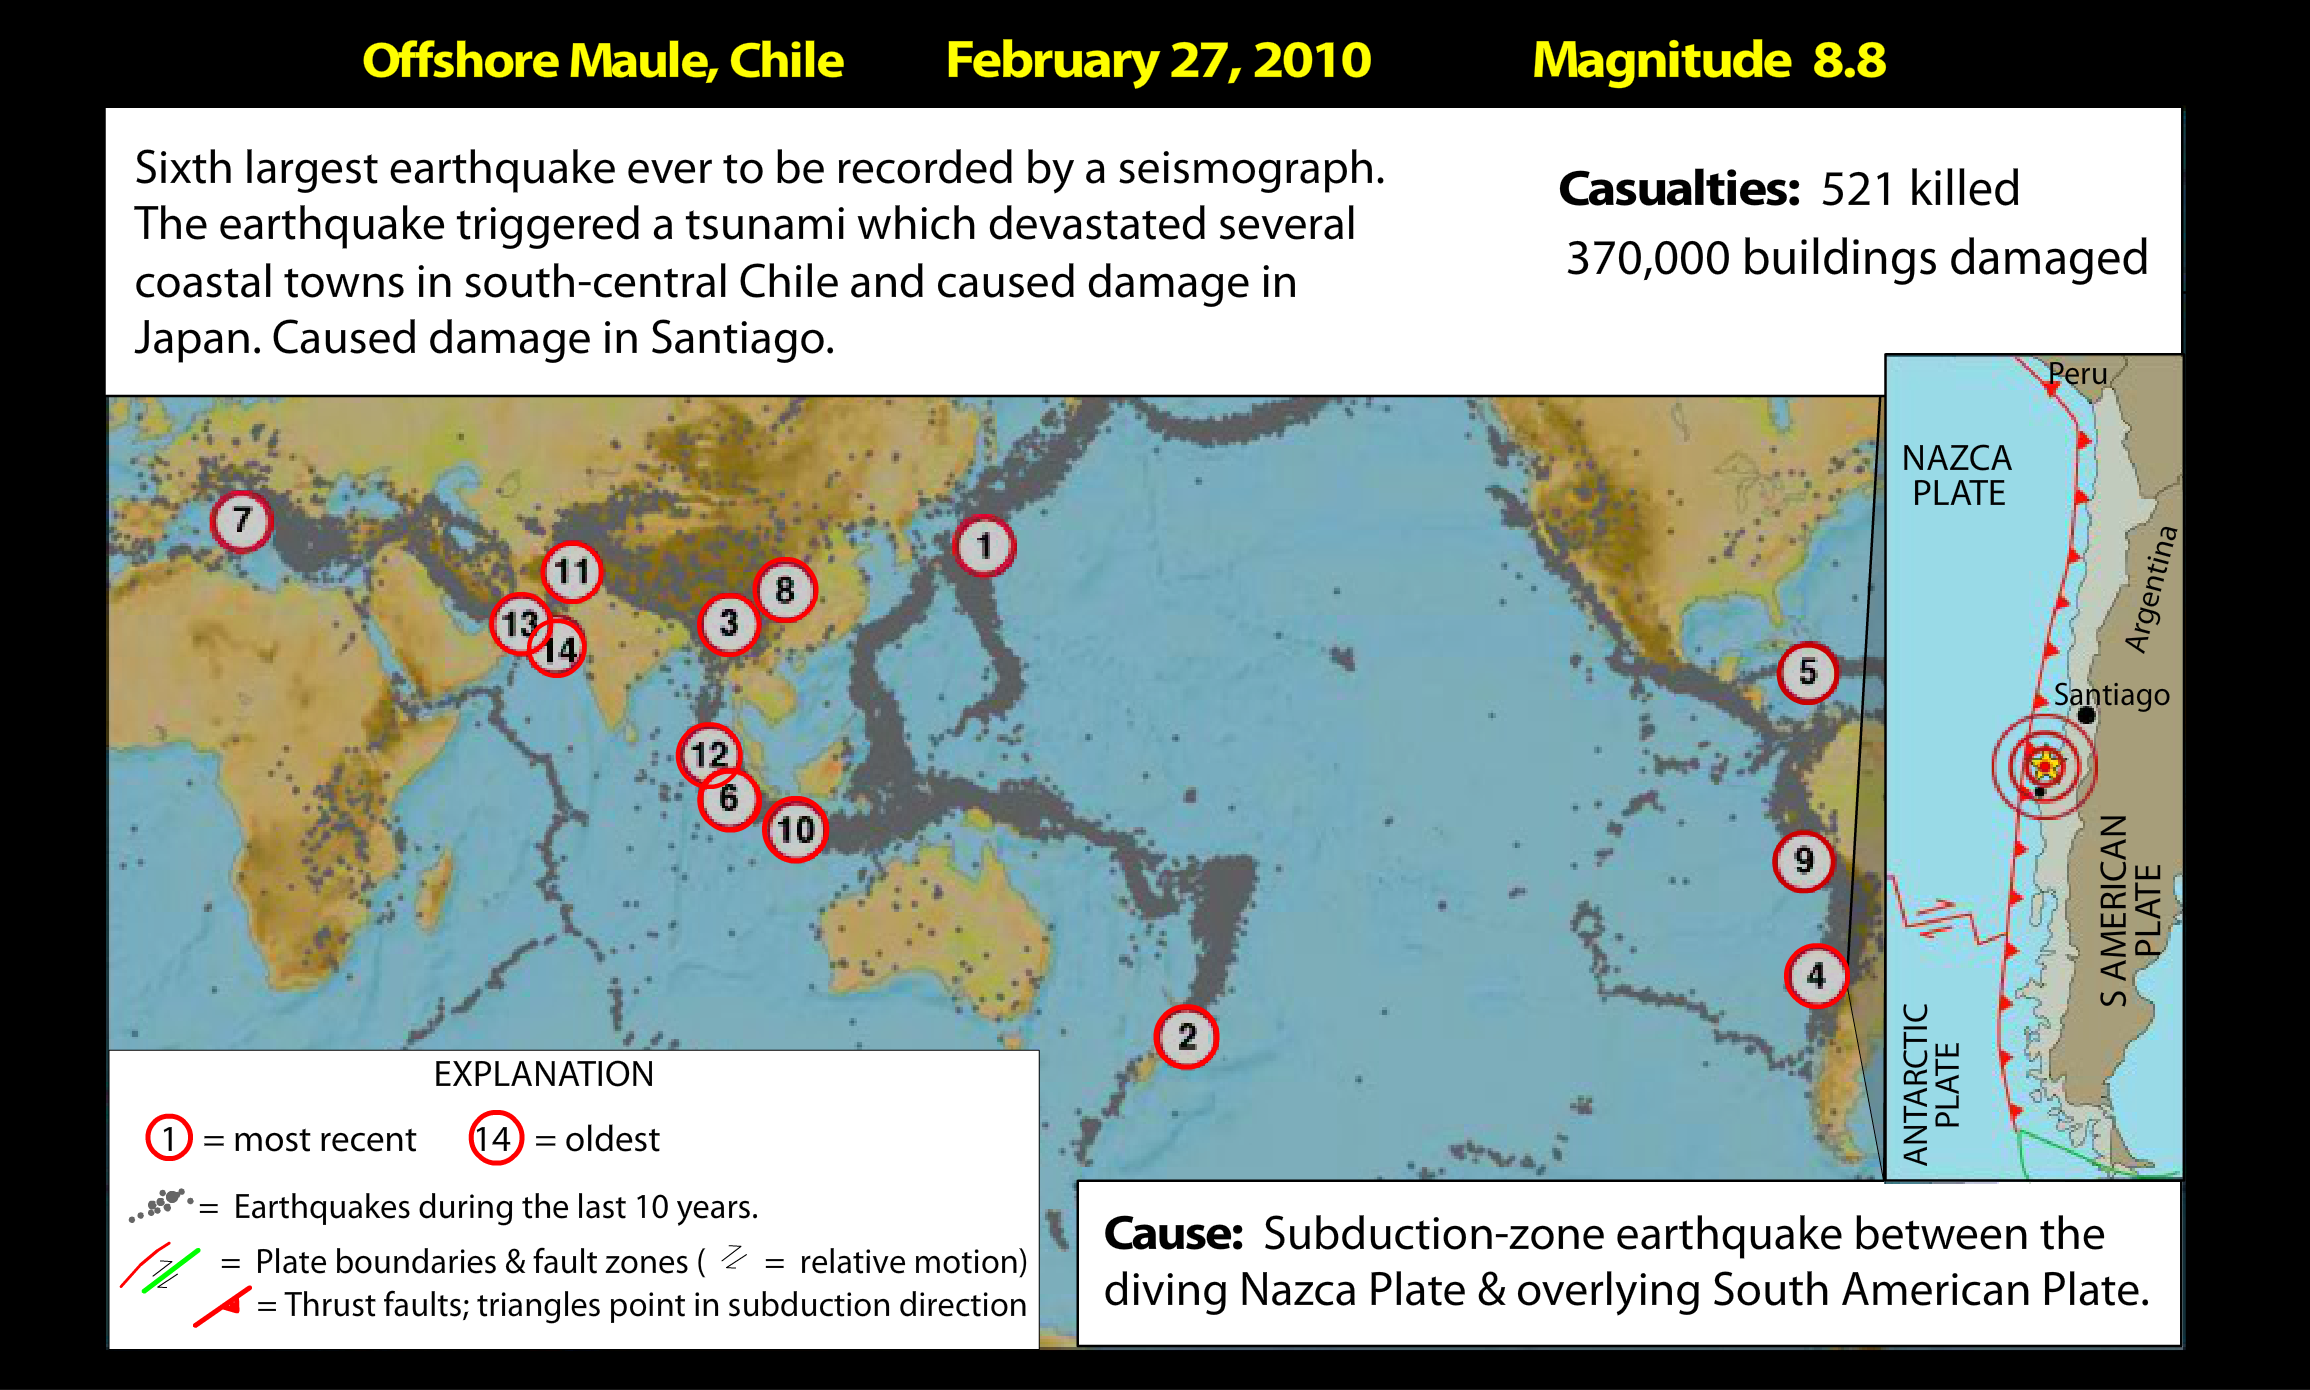 Offshore Maule, Chile February 27, 2010 Magnitude 8.8
Sixth largest earthquake ever to be recorded by a seismograph.
The earthquake triggered a tsunami which devastated several
coastal towns in south-central Chile and caused damage in
Japan. Caused damage in Santiago.
Casualties: 521 killed
370,000 buildings damaged
7
11
13
14
3
8
1
12
6
10
2
5
9
4
Peru
NAZCA
PLATE
Argentina
Santiago
S AMERICAN
PLATE
ANTARCTIC
PLATE
EXPLANATION
1 = most recent 14 = oldest
= Earthquakes during the last 10 years.
= Plate boundaries & fault zones ( = relative motion)
= Thrust faults; triangles point in subduction direction
Cause: Subduction-zone earthquake between the
diving Nazca Plate & overlying South American Plate.